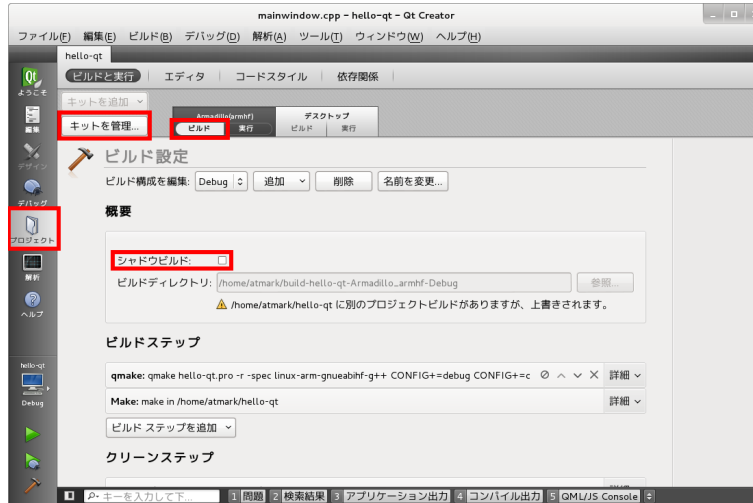 mainwindow.cpp - hello-qt - Qt Creator
ファイル(F) 編集(E) ビルド(B) デバッグ(D) 解析(A) ツール(T) ウィンドウ(W) ヘルプ(H)
hello-qt
ようこそ
編集
デザイン
デバッグ
プロジェクト
解析
ヘルプ
hello-qt
Debug
ビルドと実行 エディタ コードスタイル 依存関係
キットを追加
キットを管理...
Armadillo(armhf) デスクトップ
ビルド 実行 ビルド 実行
ビルド設定
ビルド構成を編集: Debug 追加 削除 名前を変更...
概要
シャドウビルド:
ビルドディレクトリ: /home/atmark/build-hello-qt-Armadillo_armhf-Debug 参照...
/home/atmark/hello-qt に別のプロジェクトビルドがありますが、上書きされます。
ビルドステップ
qmake: qmake hello-qt.pro -r -spec linux-arm-gnueabihf-g++ CONFIG+=debug CONFIG+=c 詳細
Make: make in /home/atmark/hello-qt 詳細
ビルド ステップを追加
クリーンステップ
キーを入力して下... 1 問題 2 検索結果 3 アプリケーション出力 4 コンパイル出力 5 QML/JS Console